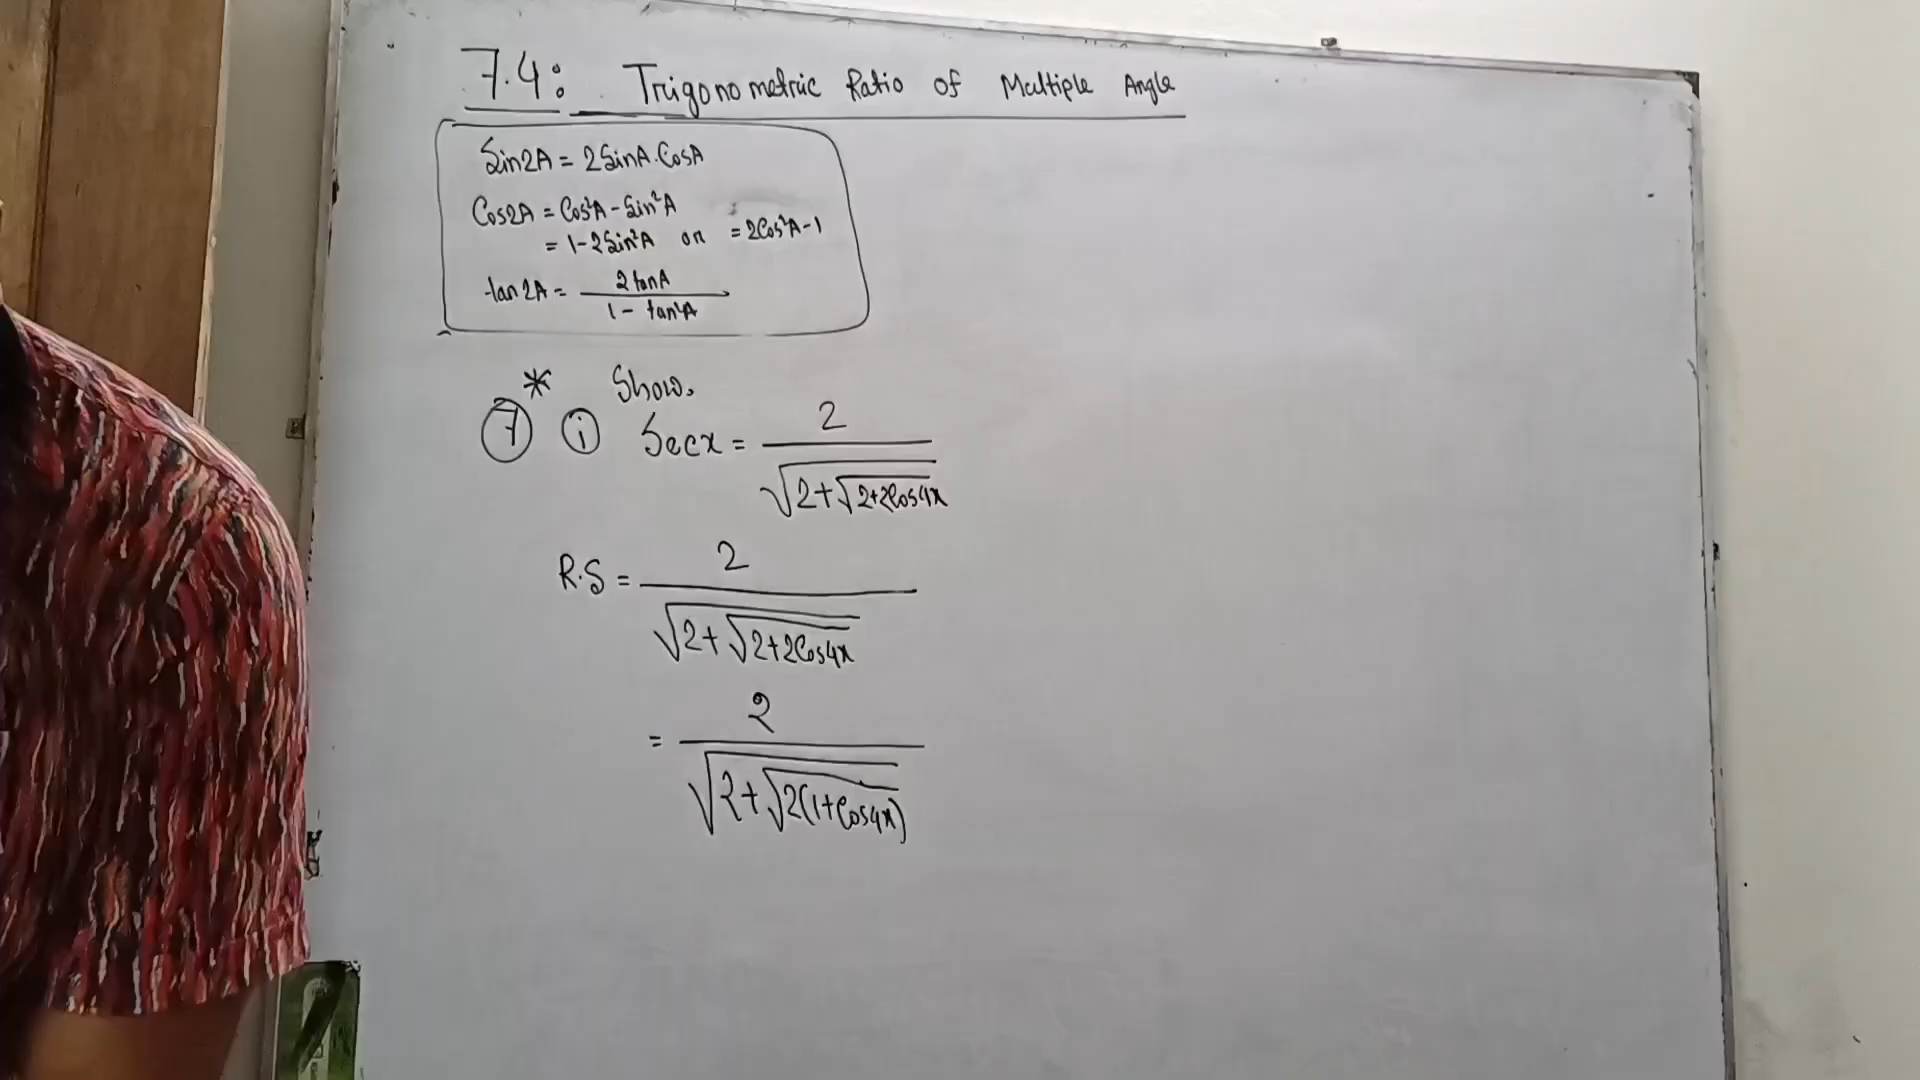 7.4: Trigonometric Ratio of Multiple Angle
Sin2A = 2SinA.CosA
Cos2A = Cos²A - Sin²A
= 1-2Sin²A or = 2Cos²A-1
tan2A = 2tanA / 1 - tan²A
* Show,
7 i Secx = 2 / √2+√2+2Cos4x
R.S = 2 / √2+√2+2Cos4x
= 2 / √2+√2(1+Cos4x)